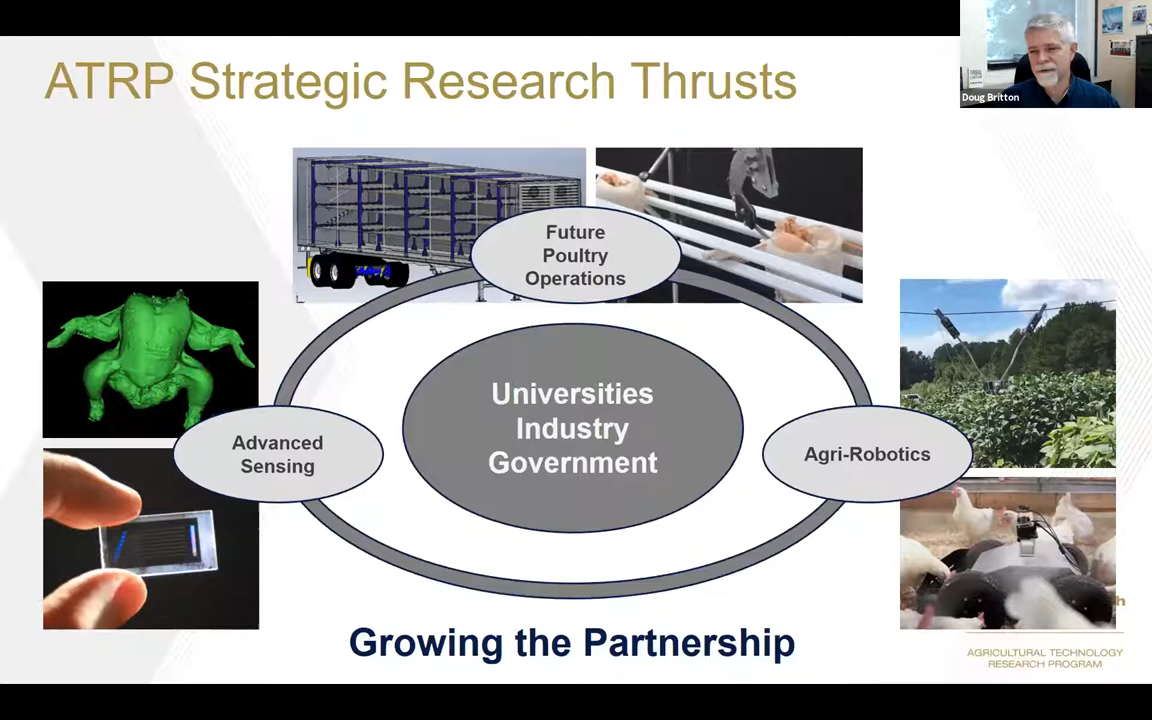 ATRP Strategic Research Thrusts
Doug Britton
Future
Poultry
Operations
Universities
Industry
Government
Advanced
Sensing
Agri-Robotics
Growing the Partnership
AGRICULTURAL TECHNOLOGY
RESEARCH PROGRAM